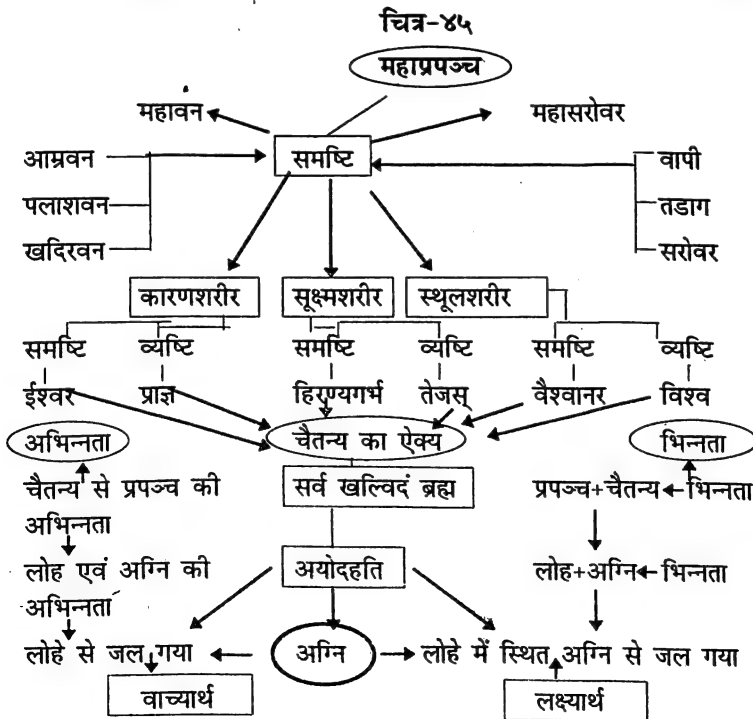 चित्र-४५
महाप्रपञ्च
महावन महासरोवर
आम्रवन समष्टि वापी
पलाशवन तडाग
खदिरवन सरोवर
कारणशरीर सूक्ष्मशरीर स्थूलशरीर
समष्टि व्यष्टि समष्टि व्यष्टि समष्टि व्यष्टि
ईश्वर प्राज्ञ हिरण्यगर्भ तेजस् वैश्वानर विश्व
अभिन्नता चैतन्य का ऐक्य भिन्नता
चैतन्य से प्रपञ्च की सर्व खल्विदं ब्रह्म प्रपञ्च+चैतन्य भिन्नता
अभिन्नता
लोह एवं अग्नि की अयोदहति लोह+अग्नि भिन्नता
अभिन्नता
लोहे से जल गया अग्नि लोहे में स्थित अग्नि से जल गया
वाच्यार्थ लक्ष्यार्थ